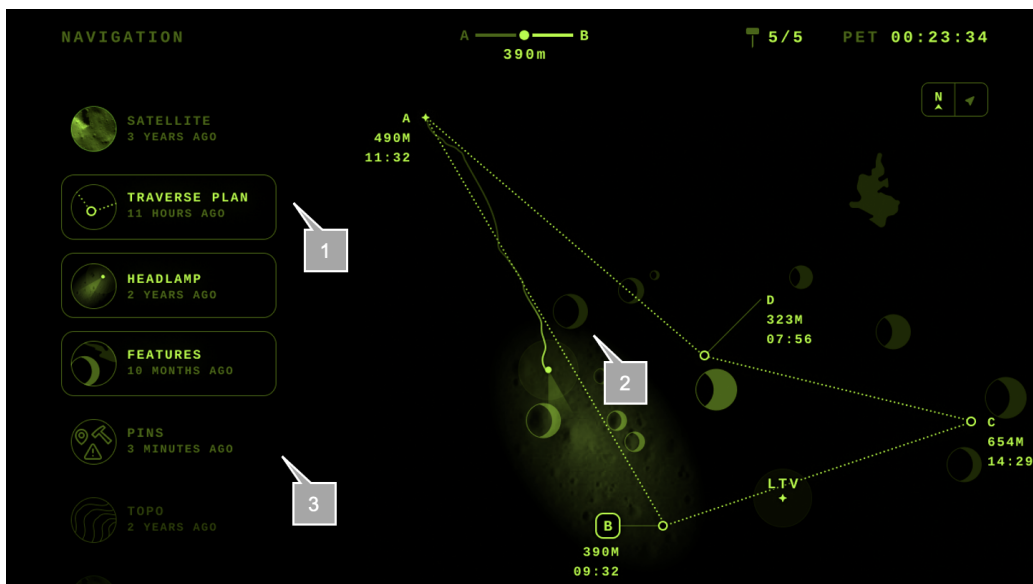 NAVIGATION
A B
390m
5/5
PET 00:23:34
N
SATELLITE
3 YEARS AGO
TRAVERSE PLAN
11 HOURS AGO
1
HEADLAMP
2 YEARS AGO
FEATURES
10 MONTHS AGO
PINS
3 MINUTES AGO
3
TOPO
2 YEARS AGO
A
490M
11:32
D
323M
07:56
2
C
654M
14:29
LTV
B
390M
09:32